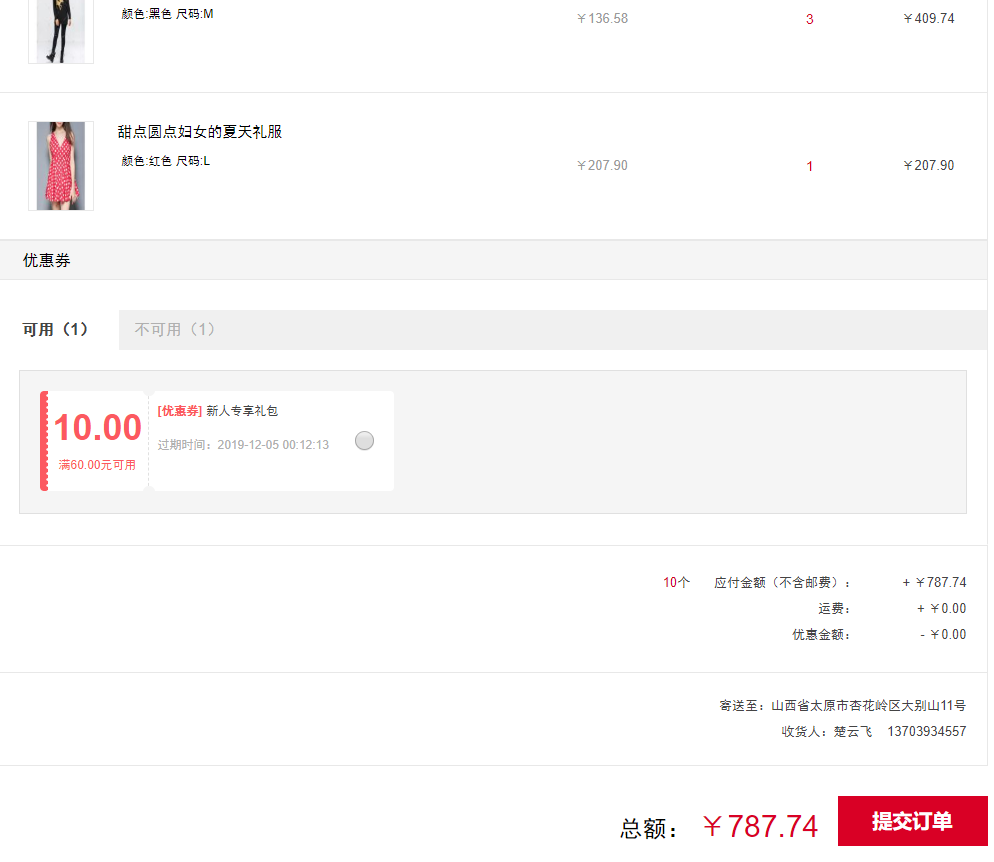 颜色:黑色 尺码:M
￥136.58 3 ￥409.74
甜点圆点妇女的夏天礼服
颜色:红色 尺码:L
￥207.90 1 ￥207.90
优惠券
可用（1） 不可用（1）
10.00 [优惠券] 新人专享礼包
过期时间：2019-12-05 00:12:13
满60.00元可用
10个 应付金额（不含邮费）： + ￥787.74
运费： + ￥0.00
优惠金额： - ￥0.00
寄送至：山西省太原市杏花岭区大别山11号
收货人：楚云飞 13703934557
总额：￥787.74 提交订单